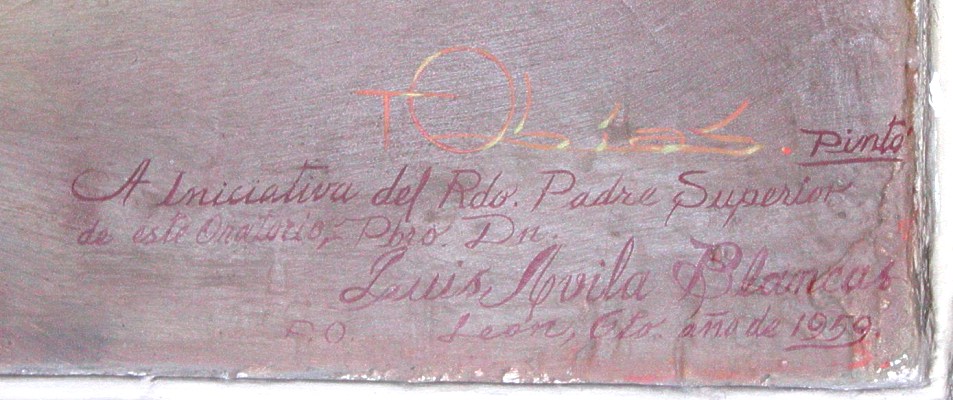 Tobías. Pintó
A Iniciativa del Rdo. Padre Superior
de este Oratorio, Pbro. Dn.
Luis Avila Blancas
C.O. León, Gto. año de 1959.